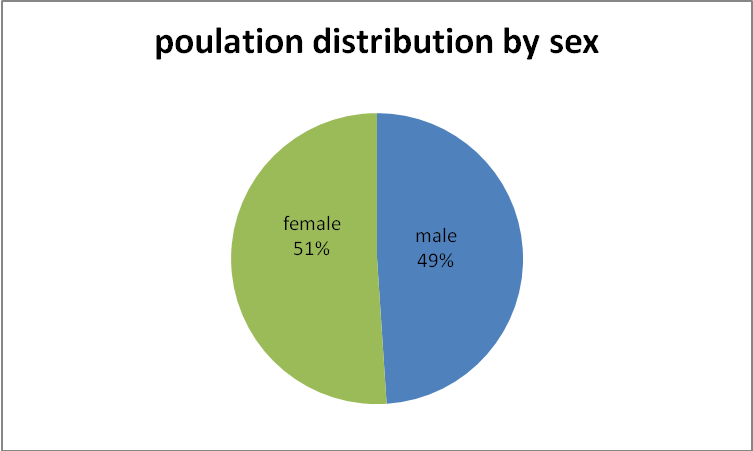 poulation distribution by sex
female
51%
male
49%